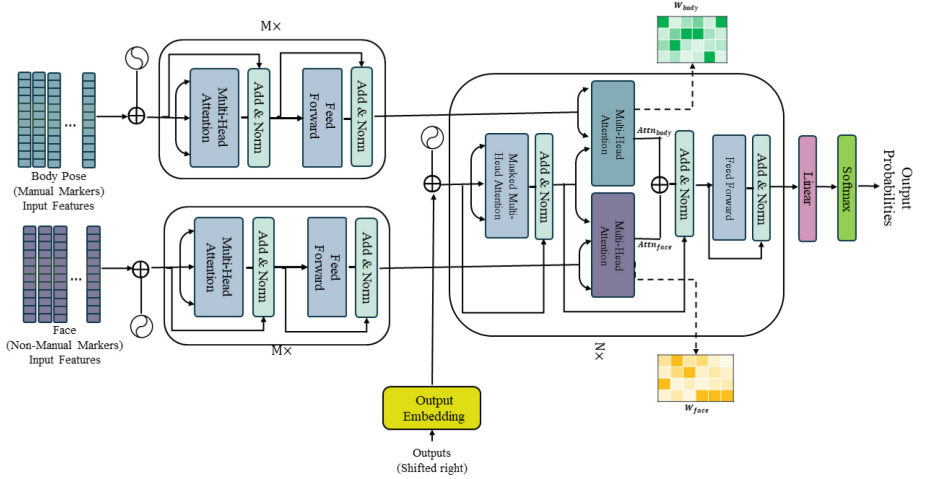 M×
Multi-Head
Attention
Add & Norm
Feed
Forward
Add & Norm
...
Body Pose
(Manual Markers)
Input Features
...
Face
(Non-Manual Markers)
Input Features
Multi-Head
Attention
Add & Norm
Feed
Forward
Add & Norm
M×
Output
Embedding
Outputs
(Shifted right)
Masked Multi-
Head Attention
Add & Norm
Multi-Head
Attention
Multi-Head
Attention
Attn_body
Attn_face
Add & Norm
Feed Forward
Add & Norm
N×
W_body
W_face
Linear
Softmax
Output
Probabilities